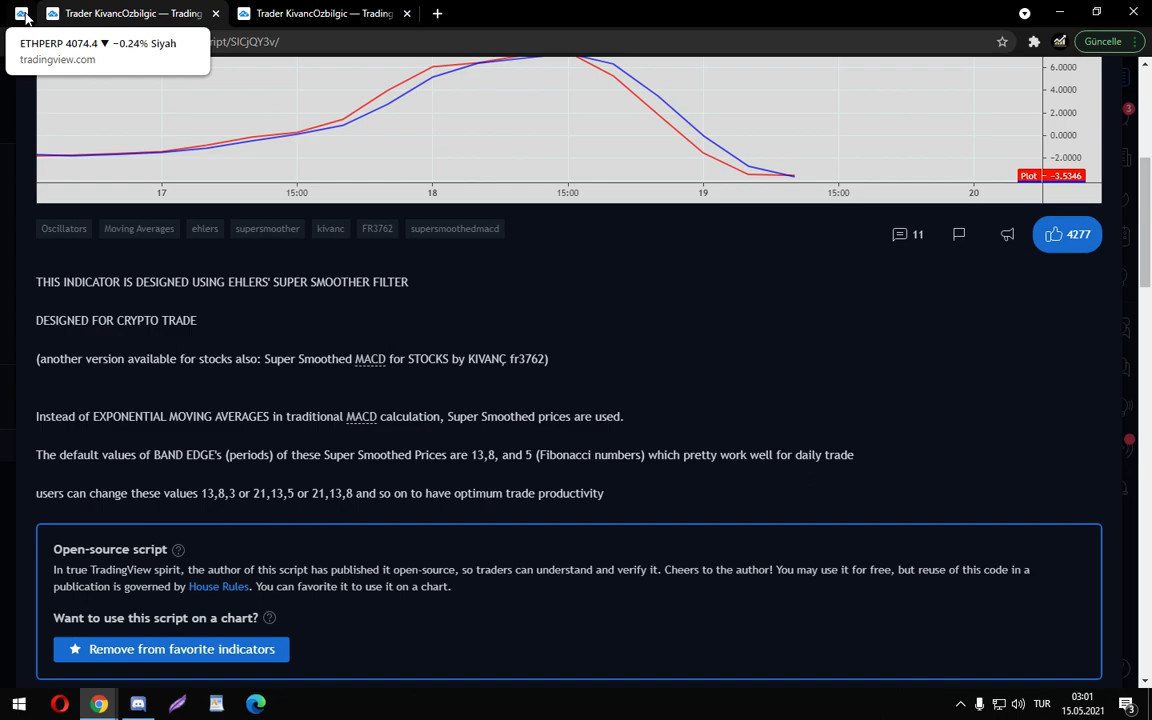 Trader KivancOzbilgic — Trading
Trader KivancOzbilgic — Trading
ETHPERP 4074.4 ▼ −0.24% Siyah
tradingview.com
ript/SICjQY3v/
Güncelle
6.0000
4.0000
2.0000
0.0000
−2.0000
Plot −3.5346
17
15:00
18
15:00
19
15:00
20
3
Oscillators
Moving Averages
ehlers
supersmoother
kivanc
FR3762
supersmoothedmacd
11
4277
THIS INDICATOR IS DESIGNED USING EHLERS' SUPER SMOOTHER FILTER
DESIGNED FOR CRYPTO TRADE
(another version available for stocks also: Super Smoothed MACD for STOCKS by KIVANÇ fr3762)
Instead of EXPONENTIAL MOVING AVERAGES in traditional MACD calculation, Super Smoothed prices are used.
The default values of BAND EDGE's (periods) of these Super Smoothed Prices are 13,8, and 5 (Fibonacci numbers) which pretty work well for daily trade
users can change these values 13,8,3 or 21,13,5 or 21,13,8 and so on to have optimum trade productivity
Open-source script ?
In true TradingView spirit, the author of this script has published it open-source, so traders can understand and verify it. Cheers to the author! You may use it for free, but reuse of this code in a
publication is governed by House Rules. You can favorite it to use it on a chart.
Want to use this script on a chart? ?
Remove from favorite indicators
TUR
03:01
15.05.2021
3